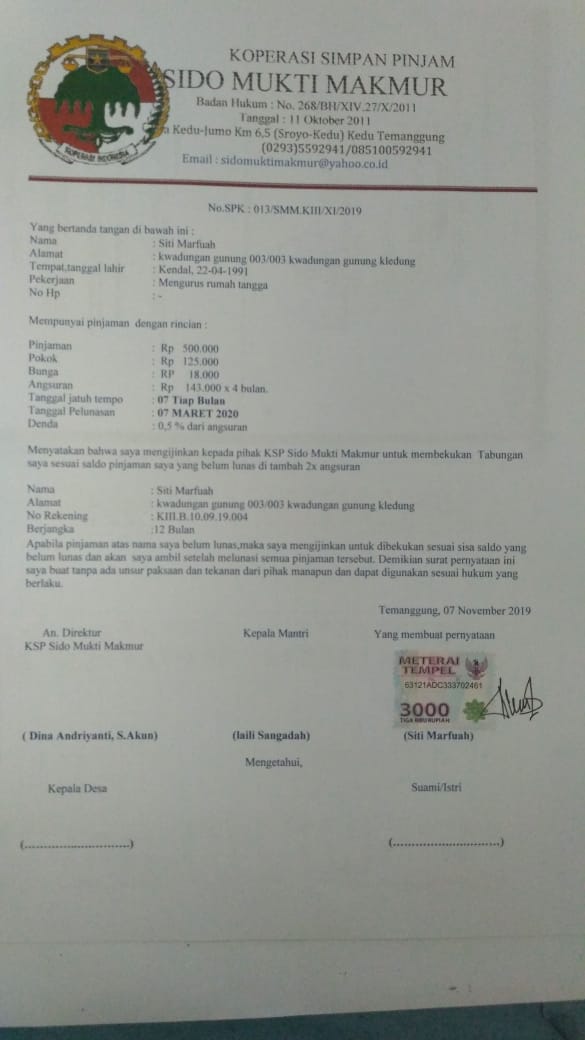 KOPERASI SIMPAN PINJAM
SIDO MUKTI MAKMUR
Badan Hukum : No. 268/BH/XIV.27/X/2011
Tanggal : 11 Oktober 2011
Kedu-Jumo Km 6,5 (Sroyo-Kedu) Kedu Temanggung
(0293)5592941/085100592941
Email : sidomuktimakmur@yahoo.co.id
KOPERASI INDONESIA
No.SPK : 013/SMM.KIII/XI/2019
Yang bertanda tangan di bawah ini :
Nama : Siti Marfuah
Alamat : kwadungan gunung 003/003 kwadungan gunung kledung
Tempat,tanggal lahir : Kendal, 22-04-1991
Pekerjaan : Mengurus rumah tangga
No Hp :-
Mempunyai pinjaman dengan rincian :
Pinjaman : Rp 500.000
Pokok : Rp 125.000
Bunga : RP 18.000
Angsuran : Rp 143.000 x 4 bulan.
Tanggal jatuh tempo : 07 Tiap Bulan
Tanggal Pelunasan : 07 MARET 2020
Denda : 0,5 % dari angsuran
Menyatakan bahwa saya mengijinkan kepada pihak KSP Sido Mukti Makmur untuk membekukan Tabungan
saya sesuai saldo pinjaman saya yang belum lunas di tambah 2x angsuran
Nama : Siti Marfuah
Alamat : kwadungan gunung 003/003 kwadungan gunung kledung
No Rekening : KIII.B.10.09.19.004
Berjangka :12 Bulan
Apabila pinjaman atas nama saya belum lunas,maka saya mengijinkan untuk dibekukan sesuai sisa saldo yang
belum lunas dan akan saya ambil setelah melunasi semua pinjaman tersebut. Demikian surat pernyataan ini
saya buat tanpa ada unsur paksaan dan tekanan dari pihak manapun dan dapat digunakan sesuai hukum yang
berlaku.
Temanggung, 07 November 2019
An. Direktur Kepala Mantri Yang membuat pernyataan
KSP Sido Mukti Makmur
METERAI
TEMPEL
63121ADC333702461
3000
TIGA RIBU RUPIAH
( Dina Andriyanti, S.Akun) (laili Sangadah) (Siti Marfuah)
Mengetahui,
Kepala Desa Suami/Istri
(............................) (............................)